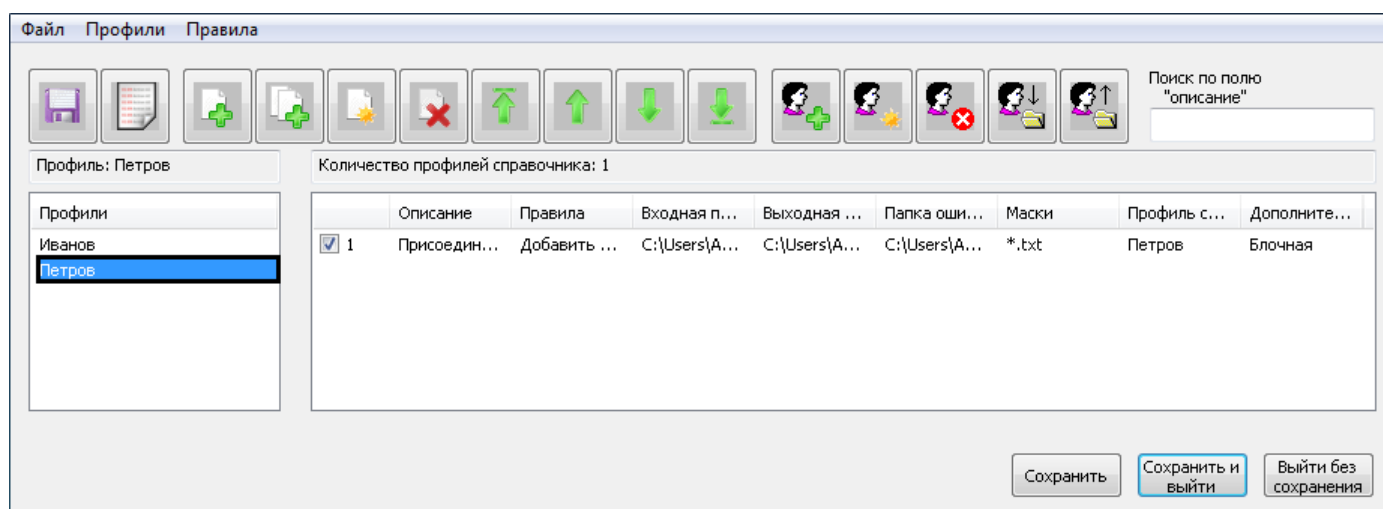 Файл Профили Правила
Поиск по полю
"описание"
Профиль: Петров
Количество профилей справочника: 1
Профили
Иванов
Петров
Описание Правила Входная п... Выходная ... Папка оши... Маски Профиль с... Дополните...
1 Присоедин... Добавить ... C:\Users\A... C:\Users\A... C:\Users\A... *.txt Петров Блочная
Сохранить
Сохранить и
выйти
Выйти без
сохранения